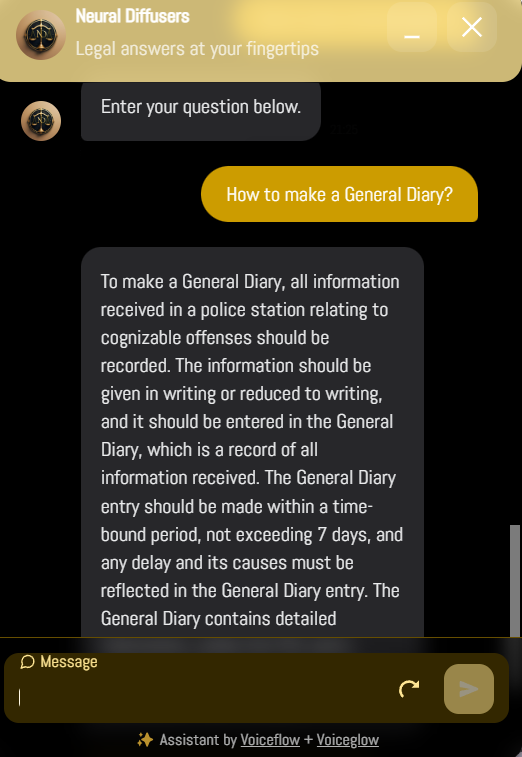 Neural Diffusers
Legal answers at your fingertips
Enter your question below.
How to make a General Diary?
To make a General Diary, all information
received in a police station relating to
cognizable offenses should be
recorded. The information should be
given in writing or reduced to writing,
and it should be entered in the General
Diary, which is a record of all
information received. The General Diary
entry should be made within a time-
bound period, not exceeding 7 days, and
any delay and its causes must be
reflected in the General Diary entry. The
General Diary contains detailed
Message
Assistant by Voiceflow + Voiceglow